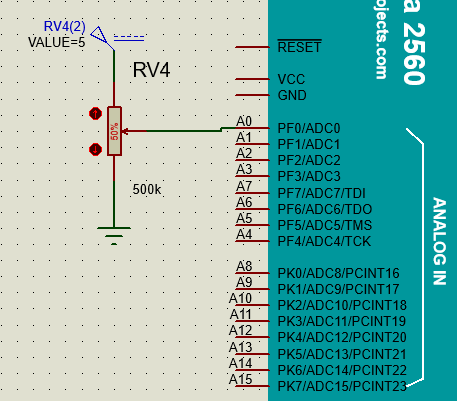 RV4(2)
VALUE=5
RV4
50%
500k
RESET
VCC
GND
A0 PF0/ADC0
A1 PF1/ADC1
A2 PF2/ADC2
A3 PF3/ADC3
A7 PF7/ADC7/TDI
A6 PF6/ADC6/TDO
A5 PF5/ADC5/TMS
A4 PF4/ADC4/TCK
A8 PK0/ADC8/PCINT16
A9 PK1/ADC9/PCINT17
A10 PK2/ADC10/PCINT18
A11 PK3/ADC11/PCINT19
A12 PK4/ADC12/PCINT20
A13 PK5/ADC13/PCINT21
A14 PK6/ADC14/PCINT22
A15 PK7/ADC15/PCINT23
a 2560
ojects.com
ANALOG IN